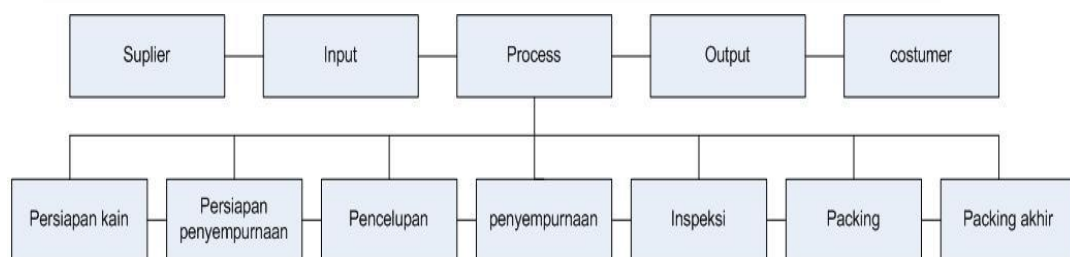 Suplier
Input
Process
Output
costumer
Persiapan kain
Persiapan
penyempurnaan
Pencelupan
penyempurnaan
Inspeksi
Packing
Packing akhir